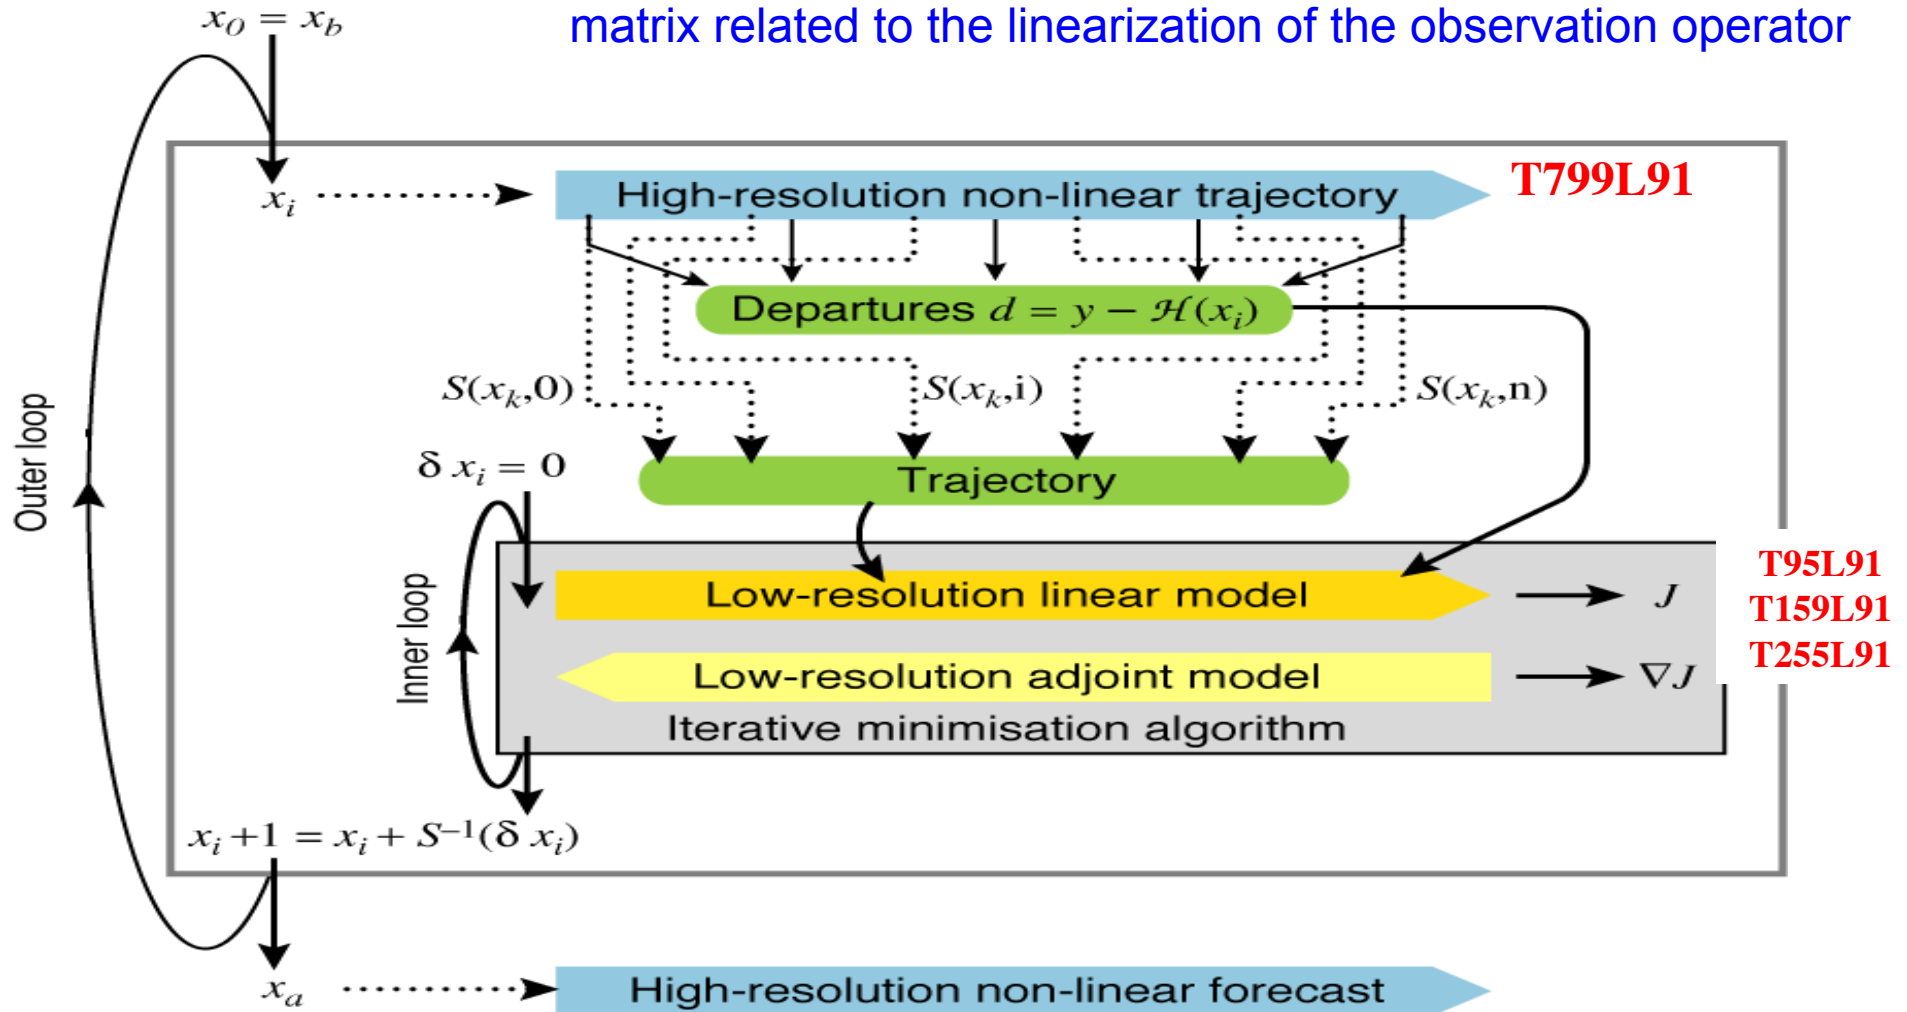 matrix related to the linearization of the observation operator
x₀ = x_b
x_i
High-resolution non-linear trajectory
T799L91
Departures d = y − ℋ(x_i)
S(x_k,0)
S(x_k,i)
S(x_k,n)
Outer loop
δ x_i = 0
Trajectory
Inner loop
Low-resolution linear model
J
T95L91
T159L91
T255L91
Low-resolution adjoint model
∇J
Iterative minimisation algorithm
x_i +1 = x_i + S⁻¹(δ x_i)
x_a
High-resolution non-linear forecast